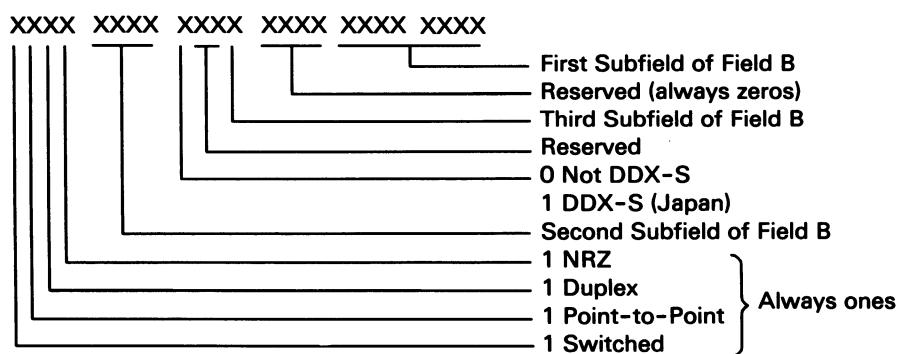 XXXX XXXX XXXX XXXX XXXX XXXX
First Subfield of Field B
Reserved (always zeros)
Third Subfield of Field B
Reserved
0 Not DDX-S
1 DDX-S (Japan)
Second Subfield of Field B
1 NRZ
1 Duplex
Always ones
1 Point-to-Point
1 Switched